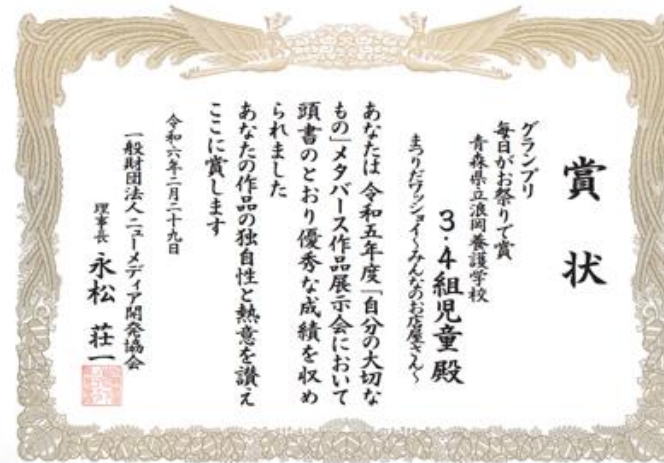 賞状
グランプリ
毎日がお祭りで賞
青森県立浪岡養護学校
3・4組児童殿
まつりだワッショイ～みんなのお店屋さん～
あなたは 令和五年度「自分の大切な
もの」メタバース作品展示会において
頭書のとおり優秀な成績を収め
られました
あなたの作品の独自性と熱意を讃え
ここに賞します
令和六年二月二十九日
一般財団法人ニューメディア開発協会
理事長 永松 荘一